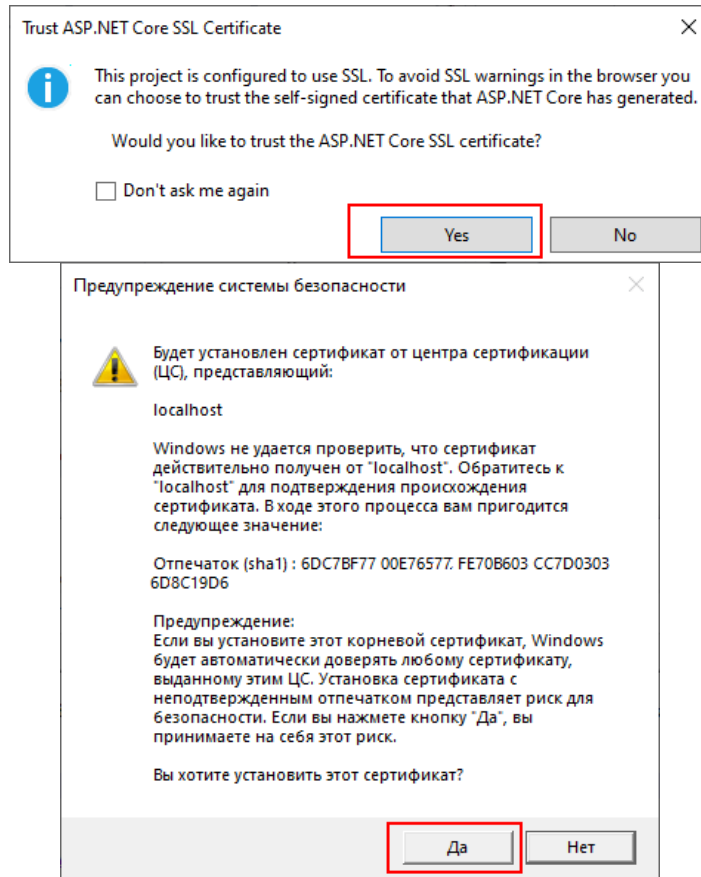 Trust ASP.NET Core SSL Certificate
This project is configured to use SSL. To avoid SSL warnings in the browser you
can choose to trust the self-signed certificate that ASP.NET Core has generated.
Would you like to trust the ASP.NET Core SSL certificate?
Don't ask me again
Yes
No
Предупреждение системы безопасности
Будет установлен сертификат от центра сертификации
(ЦС), представляющий:
localhost
Windows не удается проверить, что сертификат
действительно получен от "localhost". Обратитесь к
"localhost" для подтверждения происхождения
сертификата. В ходе этого процесса вам пригодится
следующее значение:
Отпечаток (sha1) : 6DC7BF77 00E76577 FE70B603 CC7D0303
6D8C19D6
Предупреждение:
Если вы установите этот корневой сертификат, Windows
будет автоматически доверять любому сертификату,
выданному этим ЦС. Установка сертификата с
неподтвержденным отпечатком представляет риск для
безопасности. Если вы нажмете кнопку "Да", вы
принимаете на себя этот риск.
Вы хотите установить этот сертификат?
Да
Нет